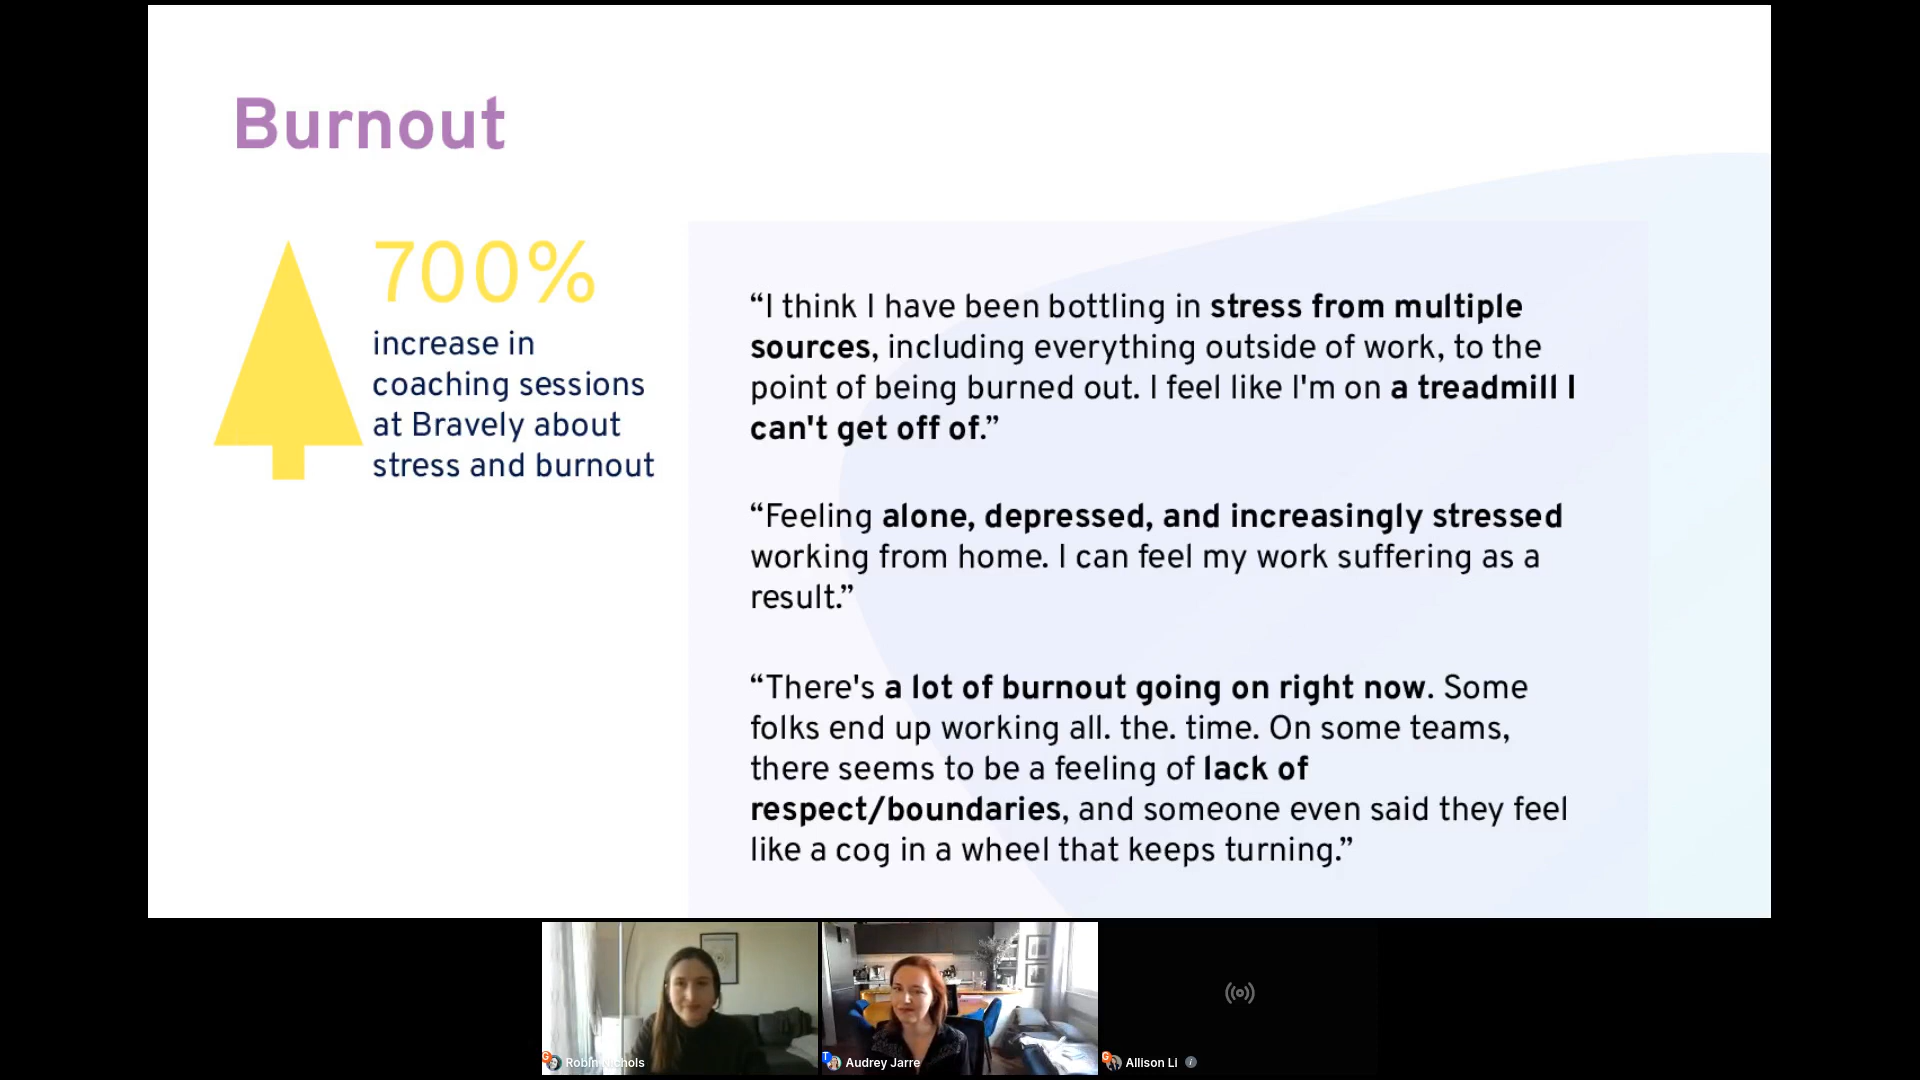 Burnout
700%
increase in
coaching sessions
at Bravely about
stress and burnout
“I think I have been bottling in stress from multiple
sources, including everything outside of work, to the
point of being burned out. I feel like I'm on a treadmill I
can't get off of.”
“Feeling alone, depressed, and increasingly stressed
working from home. I can feel my work suffering as a
result.”
“There's a lot of burnout going on right now. Some
folks end up working all. the. time. On some teams,
there seems to be a feeling of lack of
respect/boundaries, and someone even said they feel
like a cog in a wheel that keeps turning.”
Robin Nichols
Audrey Jarre
Allison Li